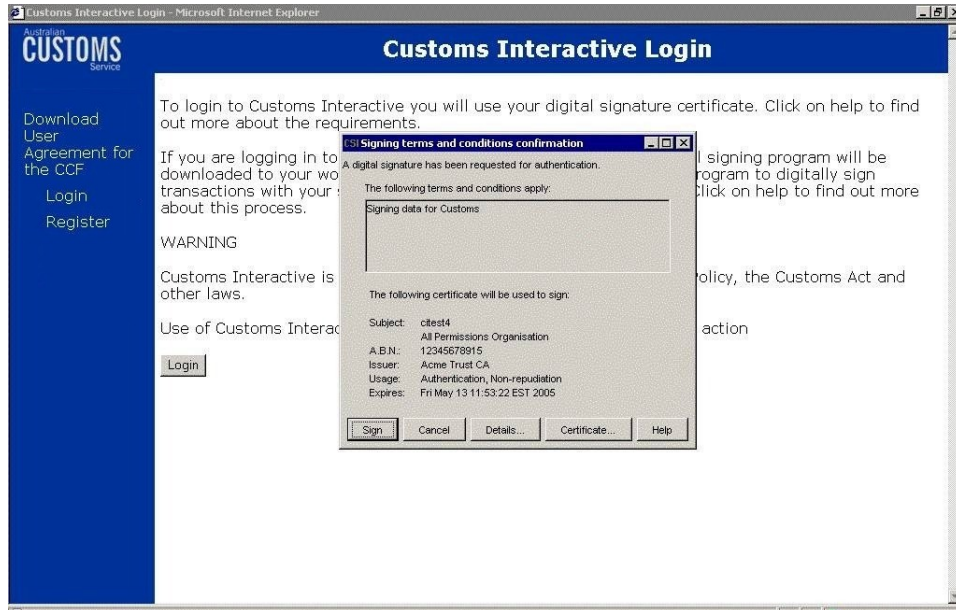 Customs Interactive Login - Microsoft Internet Explorer
Australian
CUSTOMS
Service
Customs Interactive Login
Download
User
Agreement for
the CCF
Login
Register
To login to Customs Interactive you will use your digital signature certificate. Click on help to find
out more about the requirements.
If you are logging in to
l signing program will be
downloaded to your wo
rogram to digitally sign
transactions with your s
Click on help to find out more
about this process.
WARNING
Customs Interactive is
olicy, the Customs Act and
other laws.
Use of Customs Interac
action
Login
CSI Signing terms and conditions confirmation
A digital signature has been requested for authentication.
The following terms and conditions apply:
Signing data for Customs
The following certificate will be used to sign:
Subject: citest4
All Permissions Organisation
A.B.N.: 12345678915
Issuer: Acme Trust CA
Usage: Authentication, Non-repudiation
Expires: Fri May 13 11:53:22 EST 2005
Sign
Cancel
Details...
Certificate...
Help